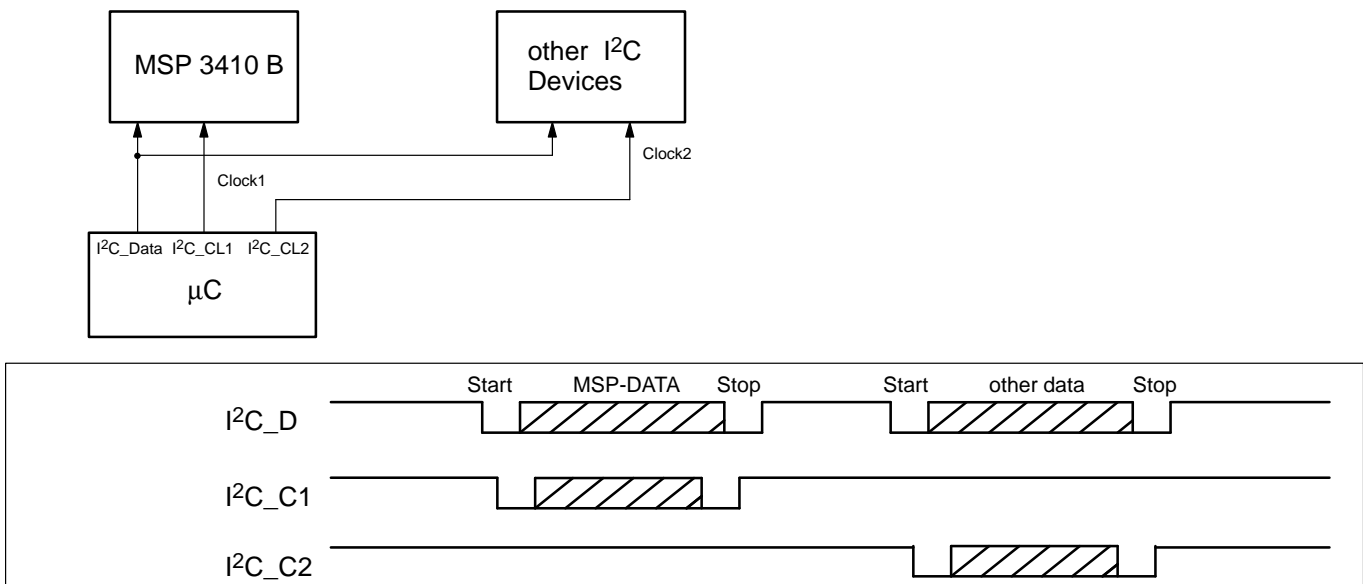 MSP 3410 B
other I²C
Devices
Clock2
Clock1
I²C_Data I²C_CL1 I²C_CL2
μC
Start MSP-DATA Stop Start other data Stop
I²C_D
I²C_C1
I²C_C2